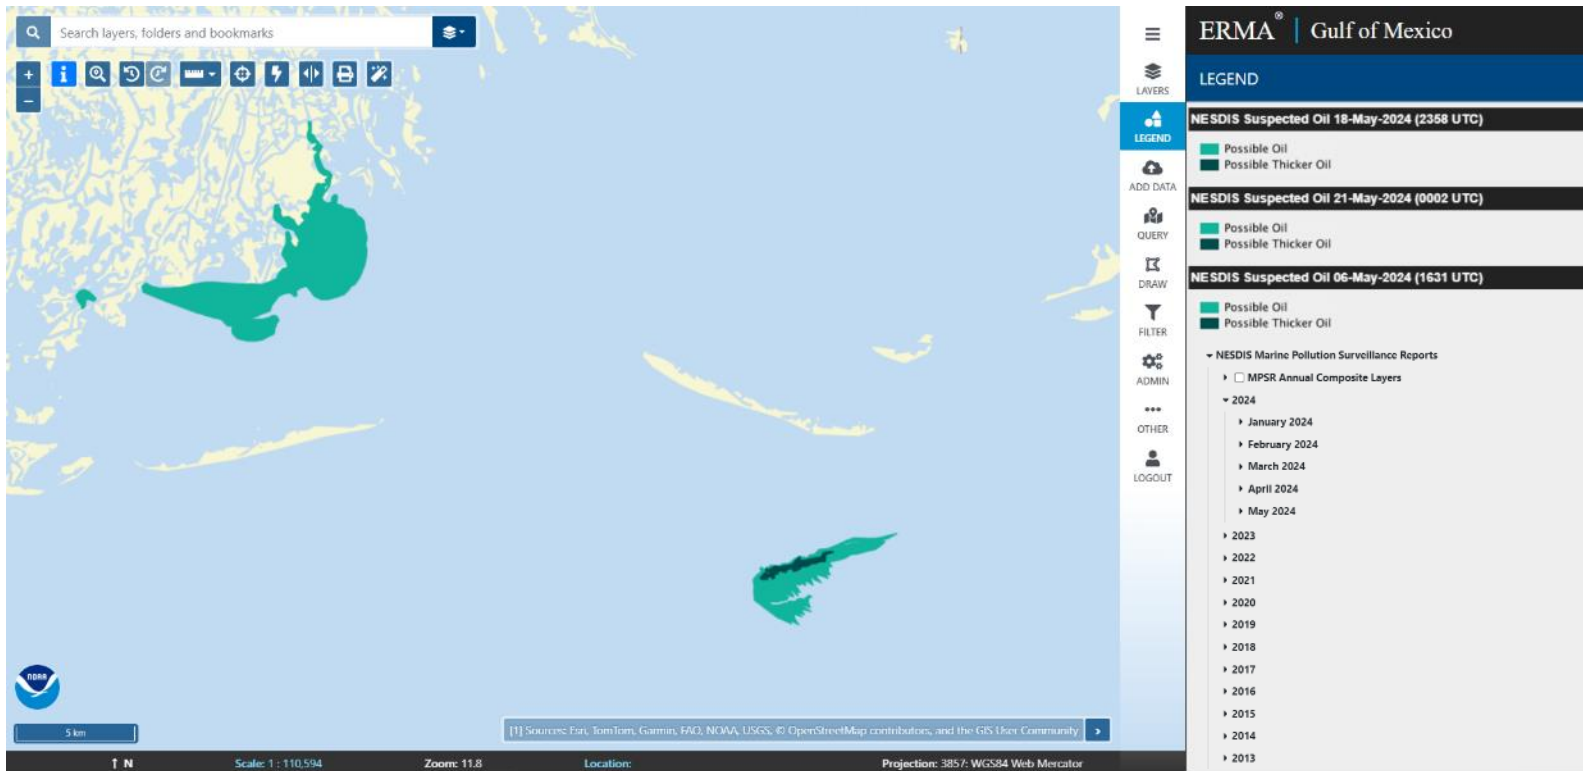 Search layers, folders and bookmarks
+
i
−
NOAA
5 km
[1] Sources: Esri, TomTom, Garmin, FAO, NOAA, USGS, © OpenStreetMap contributors, and the GIS User Community
↑ N
Scale: 1 : 110,594
Zoom: 11.8
Location:
Projection: 3857: WGS84 Web Mercator
LAYERS
LEGEND
ADD DATA
QUERY
DRAW
FILTER
ADMIN
OTHER
LOGOUT
ERMA® | Gulf of Mexico
LEGEND
NESDIS Suspected Oil 18-May-2024 (2358 UTC)
Possible Oil
Possible Thicker Oil
NESDIS Suspected Oil 21-May-2024 (0002 UTC)
Possible Oil
Possible Thicker Oil
NESDIS Suspected Oil 06-May-2024 (1631 UTC)
Possible Oil
Possible Thicker Oil
NESDIS Marine Pollution Surveillance Reports
MPSR Annual Composite Layers
2024
January 2024
February 2024
March 2024
April 2024
May 2024
2023
2022
2021
2020
2019
2018
2017
2016
2015
2014
2013